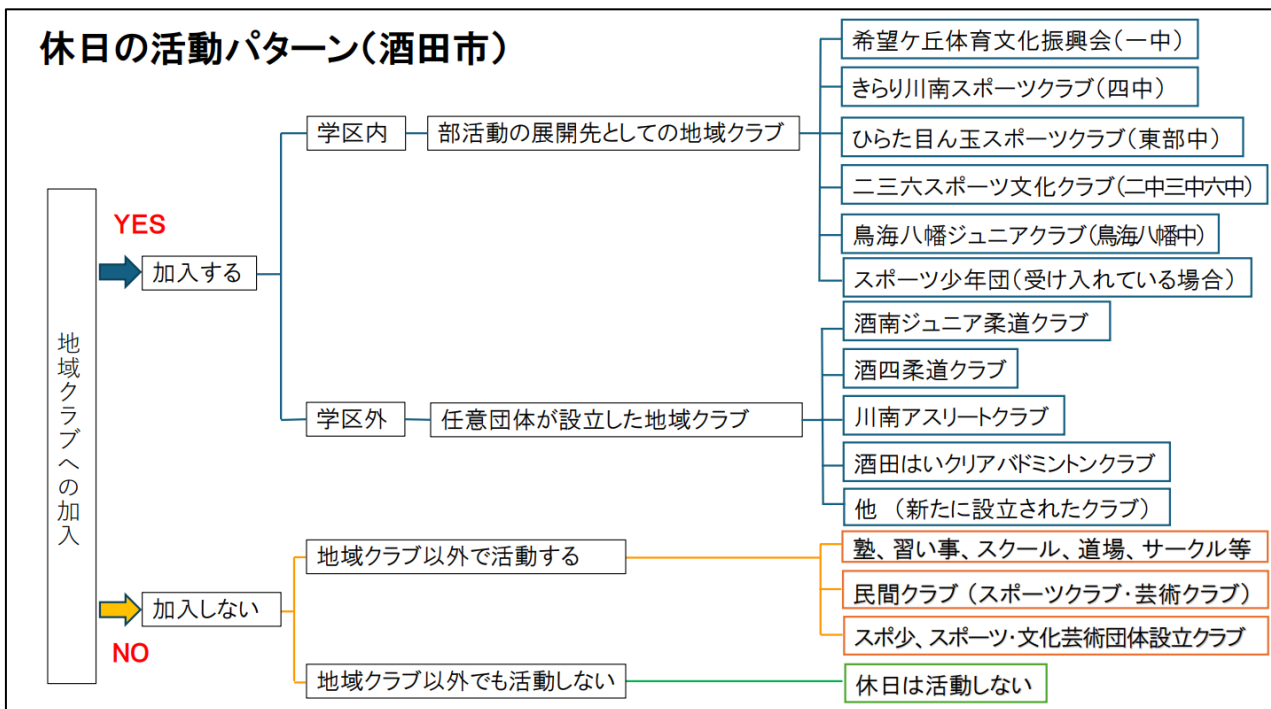 休日の活動パターン(酒田市)
地域クラブへの加入
YES
加入する
学区内
部活動の展開先としての地域クラブ
希望ケ丘体育文化振興会(一中)
きらり川南スポーツクラブ(四中)
ひらた目ん玉スポーツクラブ(東部中)
二三六スポーツ文化クラブ(二中三中六中)
鳥海八幡ジュニアクラブ(鳥海八幡中)
スポーツ少年団(受け入れている場合)
学区外
任意団体が設立した地域クラブ
酒南ジュニア柔道クラブ
酒四柔道クラブ
川南アスリートクラブ
酒田はいクリアバドミントンクラブ
他 (新たに設立されたクラブ)
加入しない
NO
地域クラブ以外で活動する
塾、習い事、スクール、道場、サークル等
民間クラブ (スポーツクラブ・芸術クラブ)
スポ少、スポーツ・文化芸術団体設立クラブ
地域クラブ以外でも活動しない
休日は活動しない